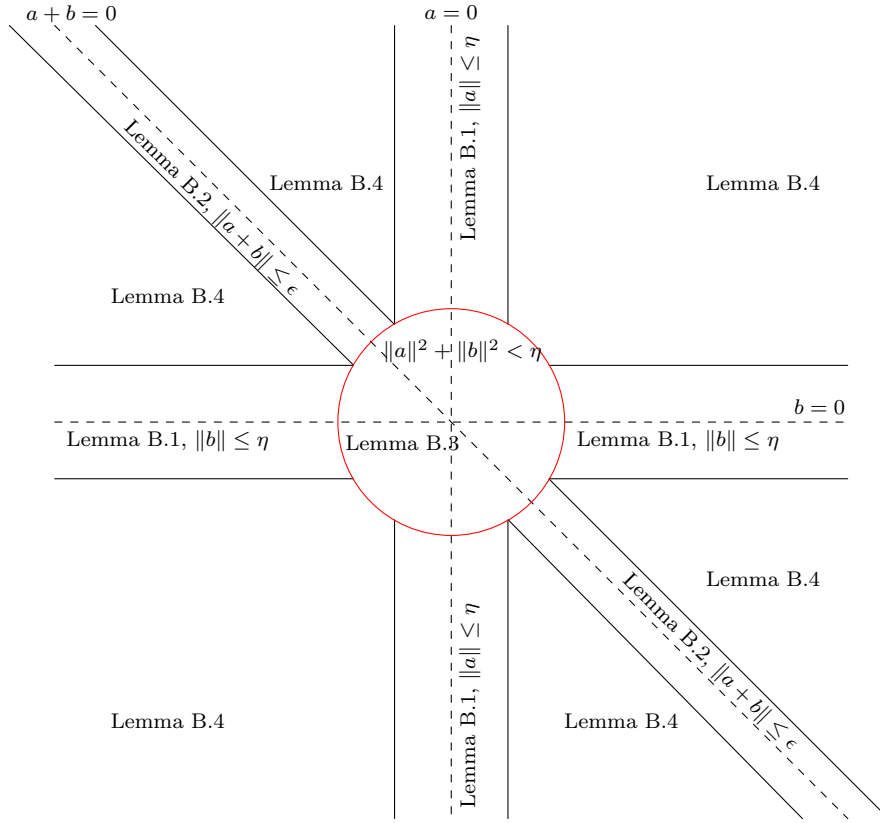 a + b = 0
a = 0
Lemma B.1, ‖a‖ ≤ η
Lemma B.2, ‖a + b‖ ≤ ϵ
Lemma B.4
Lemma B.4
Lemma B.4
‖a‖² + ‖b‖² < η
b = 0
Lemma B.1, ‖b‖ ≤ η
Lemma B.3
Lemma B.1, ‖b‖ ≤ η
Lemma B.4
Lemma B.2, ‖a + b‖ ≤ ϵ
Lemma B.1, ‖a‖ ≤ η
Lemma B.4
Lemma B.4